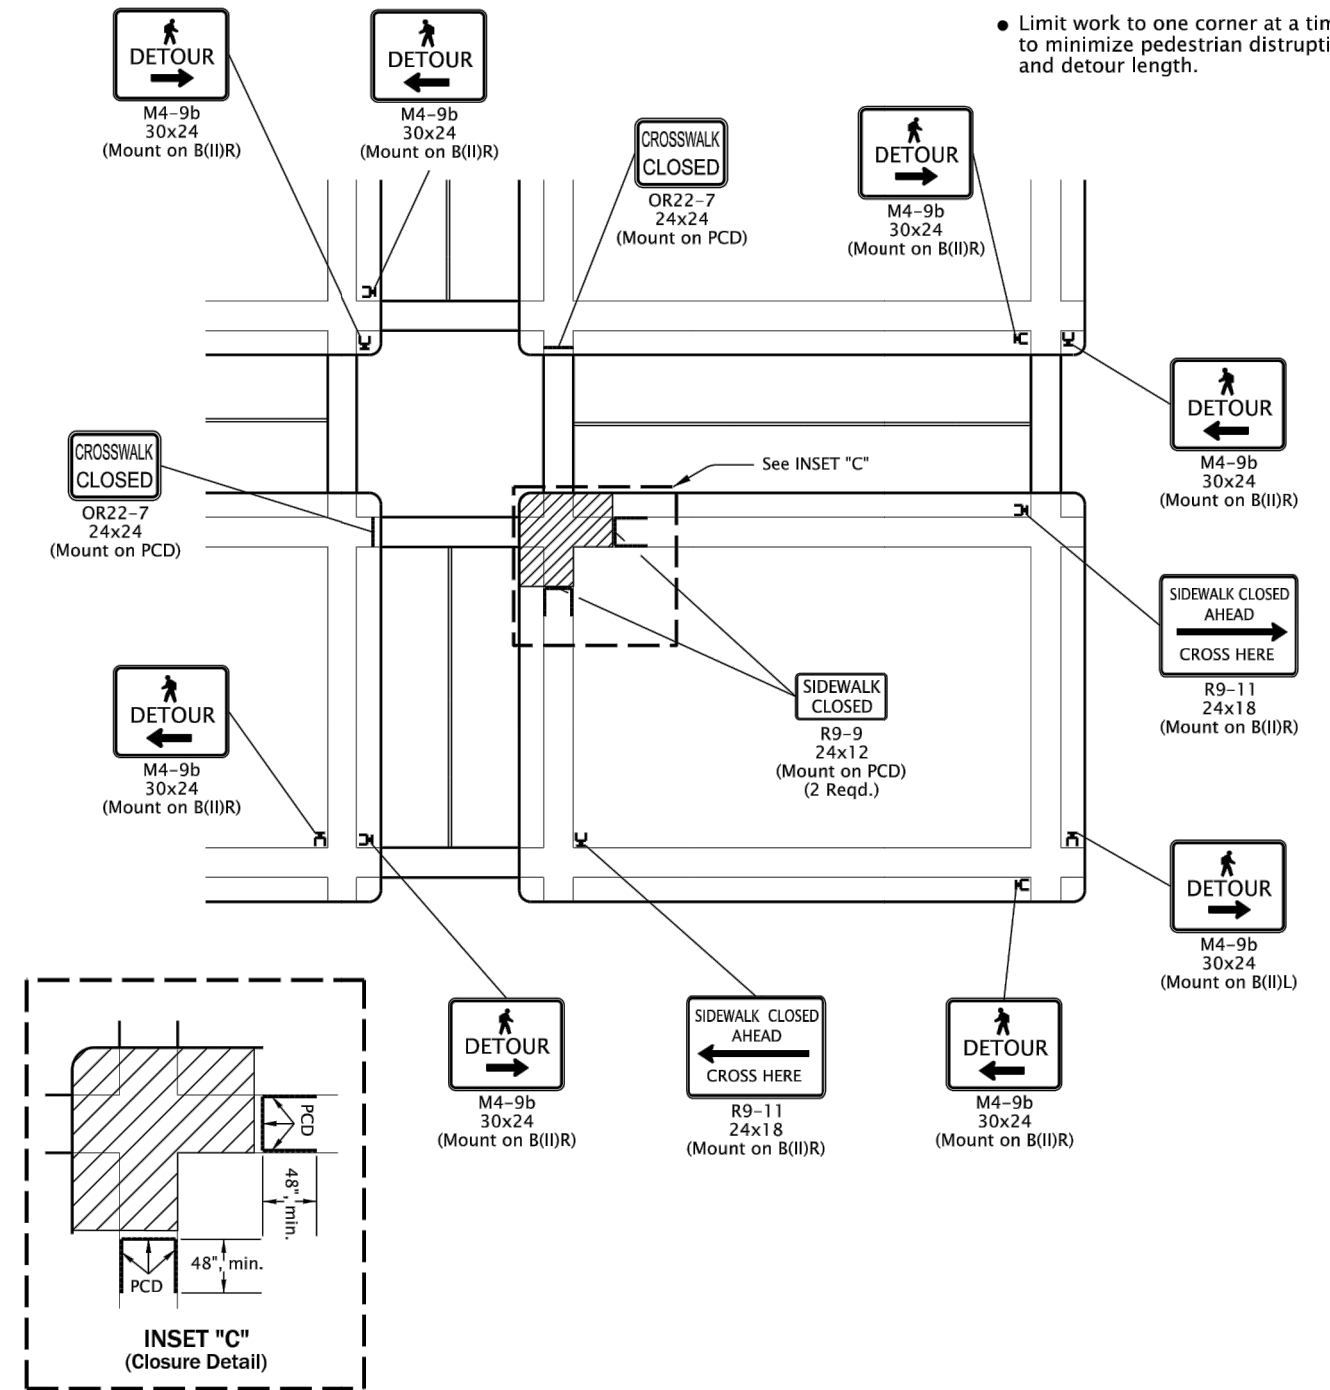 DETOUR
M4-9b
30x24
(Mount on B(II)R)
DETOUR
M4-9b
30x24
(Mount on B(II)R)
● Limit work to one corner at a
to minimize pedestrian
and detour length.
CROSSWALK
CLOSED
OR22-7
24x24
(Mount on PCD)
DETOUR
M4-9b
30x24
(Mount on B(II)R)
DETOUR
M4-9b
30x24
(Mount on B(II)R)
CROSSWALK
CLOSED
OR22-7
24x24
(Mount on PCD)
See INSET "C"
SIDEWALK CLOSED
AHEAD
CROSS HERE
R9-11
24x18
(Mount on B(II)R)
SIDEWALK
CLOSED
R9-9
24x12
(Mount on PCD)
(2 Reqd.)
DETOUR
M4-9b
30x24
(Mount on B(II)R)
DETOUR
M4-9b
30x24
(Mount on B(II)L)
DETOUR
M4-9b
30x24
(Mount on B(II)R)
SIDEWALK CLOSED
AHEAD
CROSS HERE
R9-11
24x18
(Mount on B(II)R)
DETOUR
M4-9b
30x24
(Mount on B(II)R)
PCD
48", min.
48", min.
PCD
INSET "C"
(Closure Detail)